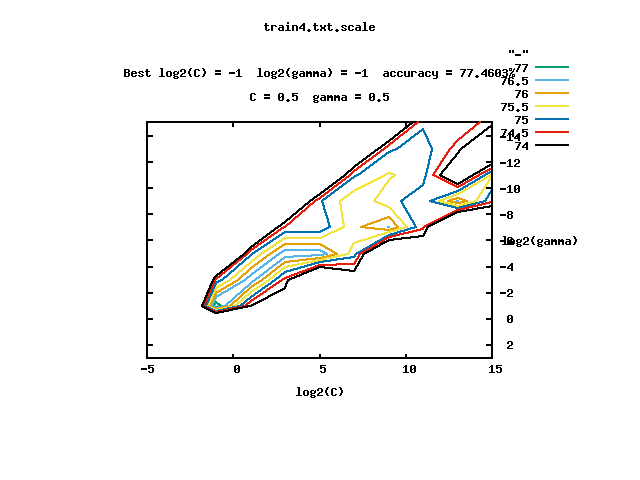 train4.txt.scale
"-"
Best log2(C) = -1 log2(gamma) = -1 accuracy = 77.4603%
77
76.5
76
75.5
75
74.5
74
C = 0.5 gamma = 0.5
-14
-12
-10
-8
-6
log2(gamma)
-4
-2
0
2
-5 0 5 10 15
log2(C)